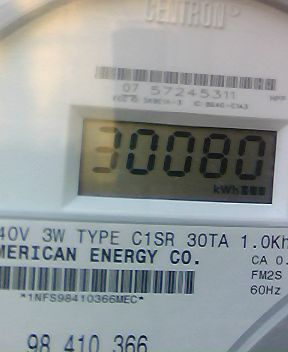 CENTRON®
07 57245311
30080
kWh
40V 3W TYPE C1SR 30TA 1.0Kh
MERICAN ENERGY CO.
CA 0.
FM2S
60Hz
*1NFS98410366MEC*
98 410 366